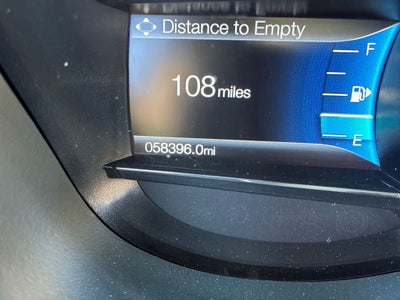 Distance to Empty
F
108 miles
E
058396.0mi